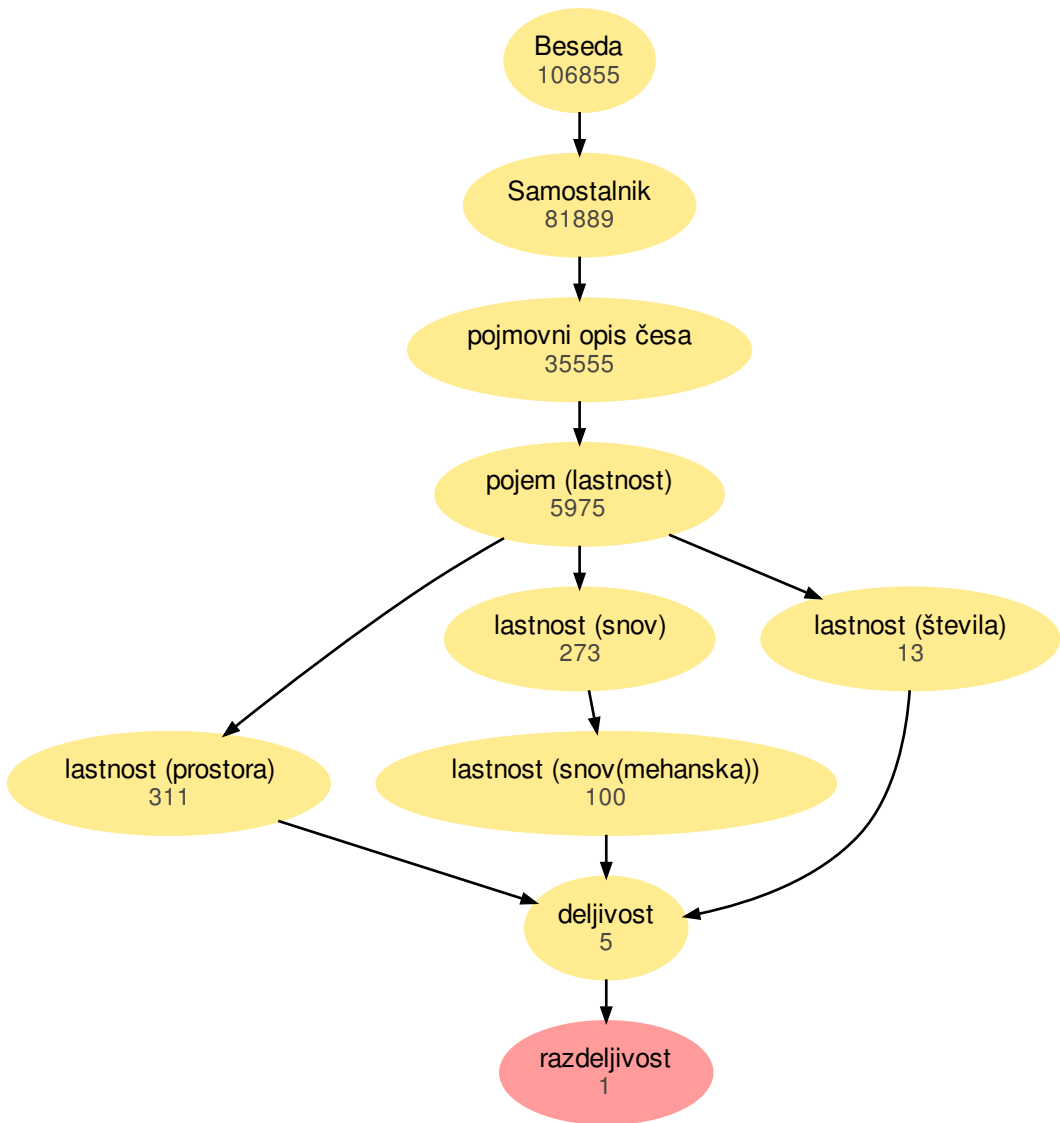 Beseda
106855
Samostalnik
81889
pojmovni opis česa
35555
pojem (lastnost)
5975
lastnost (snov)
273
lastnost (števila)
13
lastnost (prostora)
311
lastnost (snov(mehanska))
100
deljivost
5
razdeljivost
1